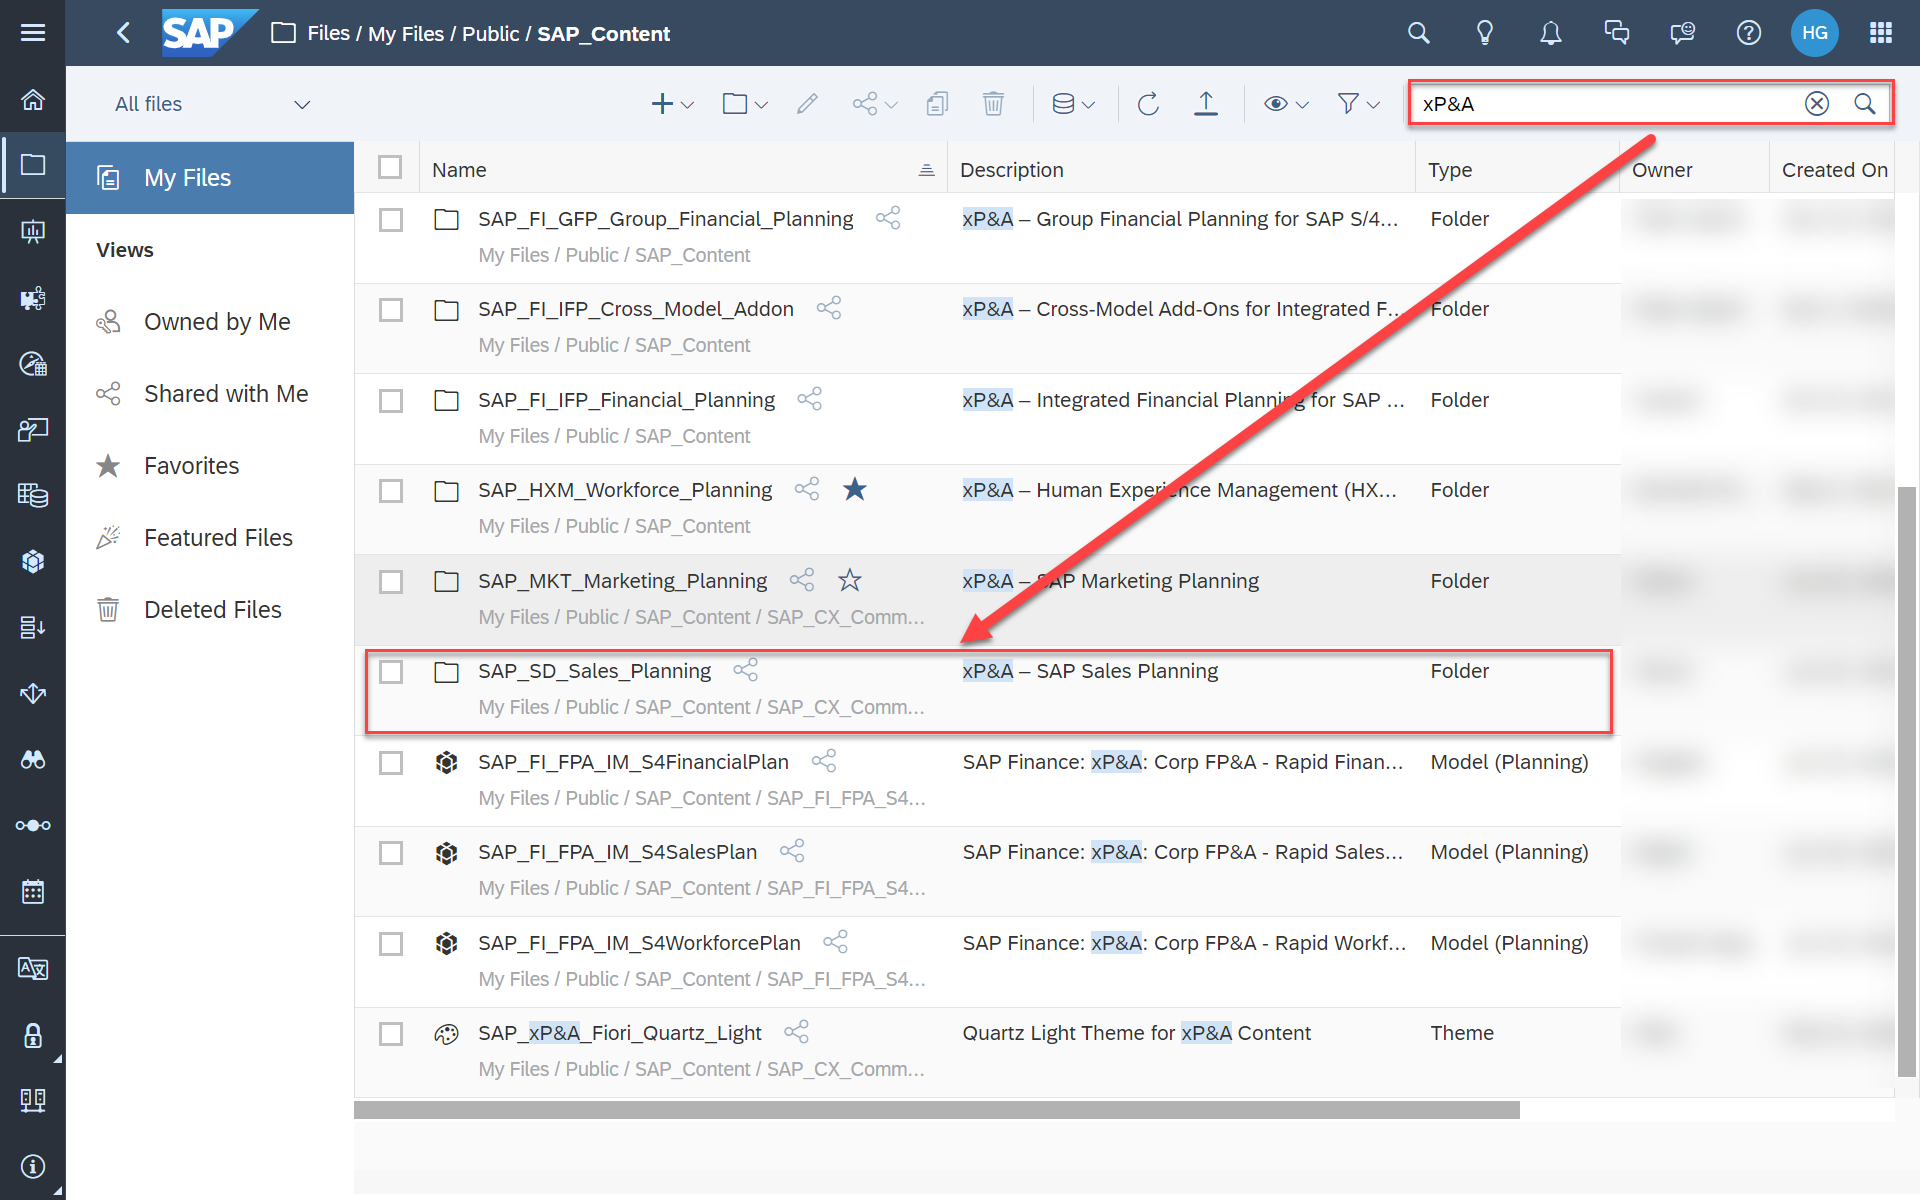 SAP Files / My Files / Public / SAP_Content HG
All files xP&A
My Files
Views
Owned by Me
Shared with Me
Favorites
Featured Files
Deleted Files
Name Description Type Owner Created On
SAP_FI_GFP_Group_Financial_Planning xP&A – Group Financial Planning for SAP S/4... Folder
My Files / Public / SAP_Content
SAP_FI_IFP_Cross_Model_Addon xP&A – Cross-Model Add-Ons for Integrated F... Folder
My Files / Public / SAP_Content
SAP_FI_IFP_Financial_Planning xP&A – Integrated Financial Planning for SAP ... Folder
My Files / Public / SAP_Content
SAP_HXM_Workforce_Planning xP&A – Human Experience Management (HX... Folder
My Files / Public / SAP_Content
SAP_MKT_Marketing_Planning xP&A – SAP Marketing Planning Folder
My Files / Public / SAP_Content / SAP_CX_Comm...
SAP_SD_Sales_Planning xP&A – SAP Sales Planning Folder
My Files / Public / SAP_Content / SAP_CX_Comm...
SAP_FI_FPA_IM_S4FinancialPlan SAP Finance: xP&A: Corp FP&A - Rapid Finan... Model (Planning)
My Files / Public / SAP_Content / SAP_FI_FPA_S4...
SAP_FI_FPA_IM_S4SalesPlan SAP Finance: xP&A: Corp FP&A - Rapid Sales... Model (Planning)
My Files / Public / SAP_Content / SAP_FI_FPA_S4...
SAP_FI_FPA_IM_S4WorkforcePlan SAP Finance: xP&A: Corp FP&A - Rapid Workf... Model (Planning)
My Files / Public / SAP_Content / SAP_FI_FPA_S4...
SAP_xP&A_Fiori_Quartz_Light Quartz Light Theme for xP&A Content Theme
My Files / Public / SAP_Content / SAP_CX_Comm...